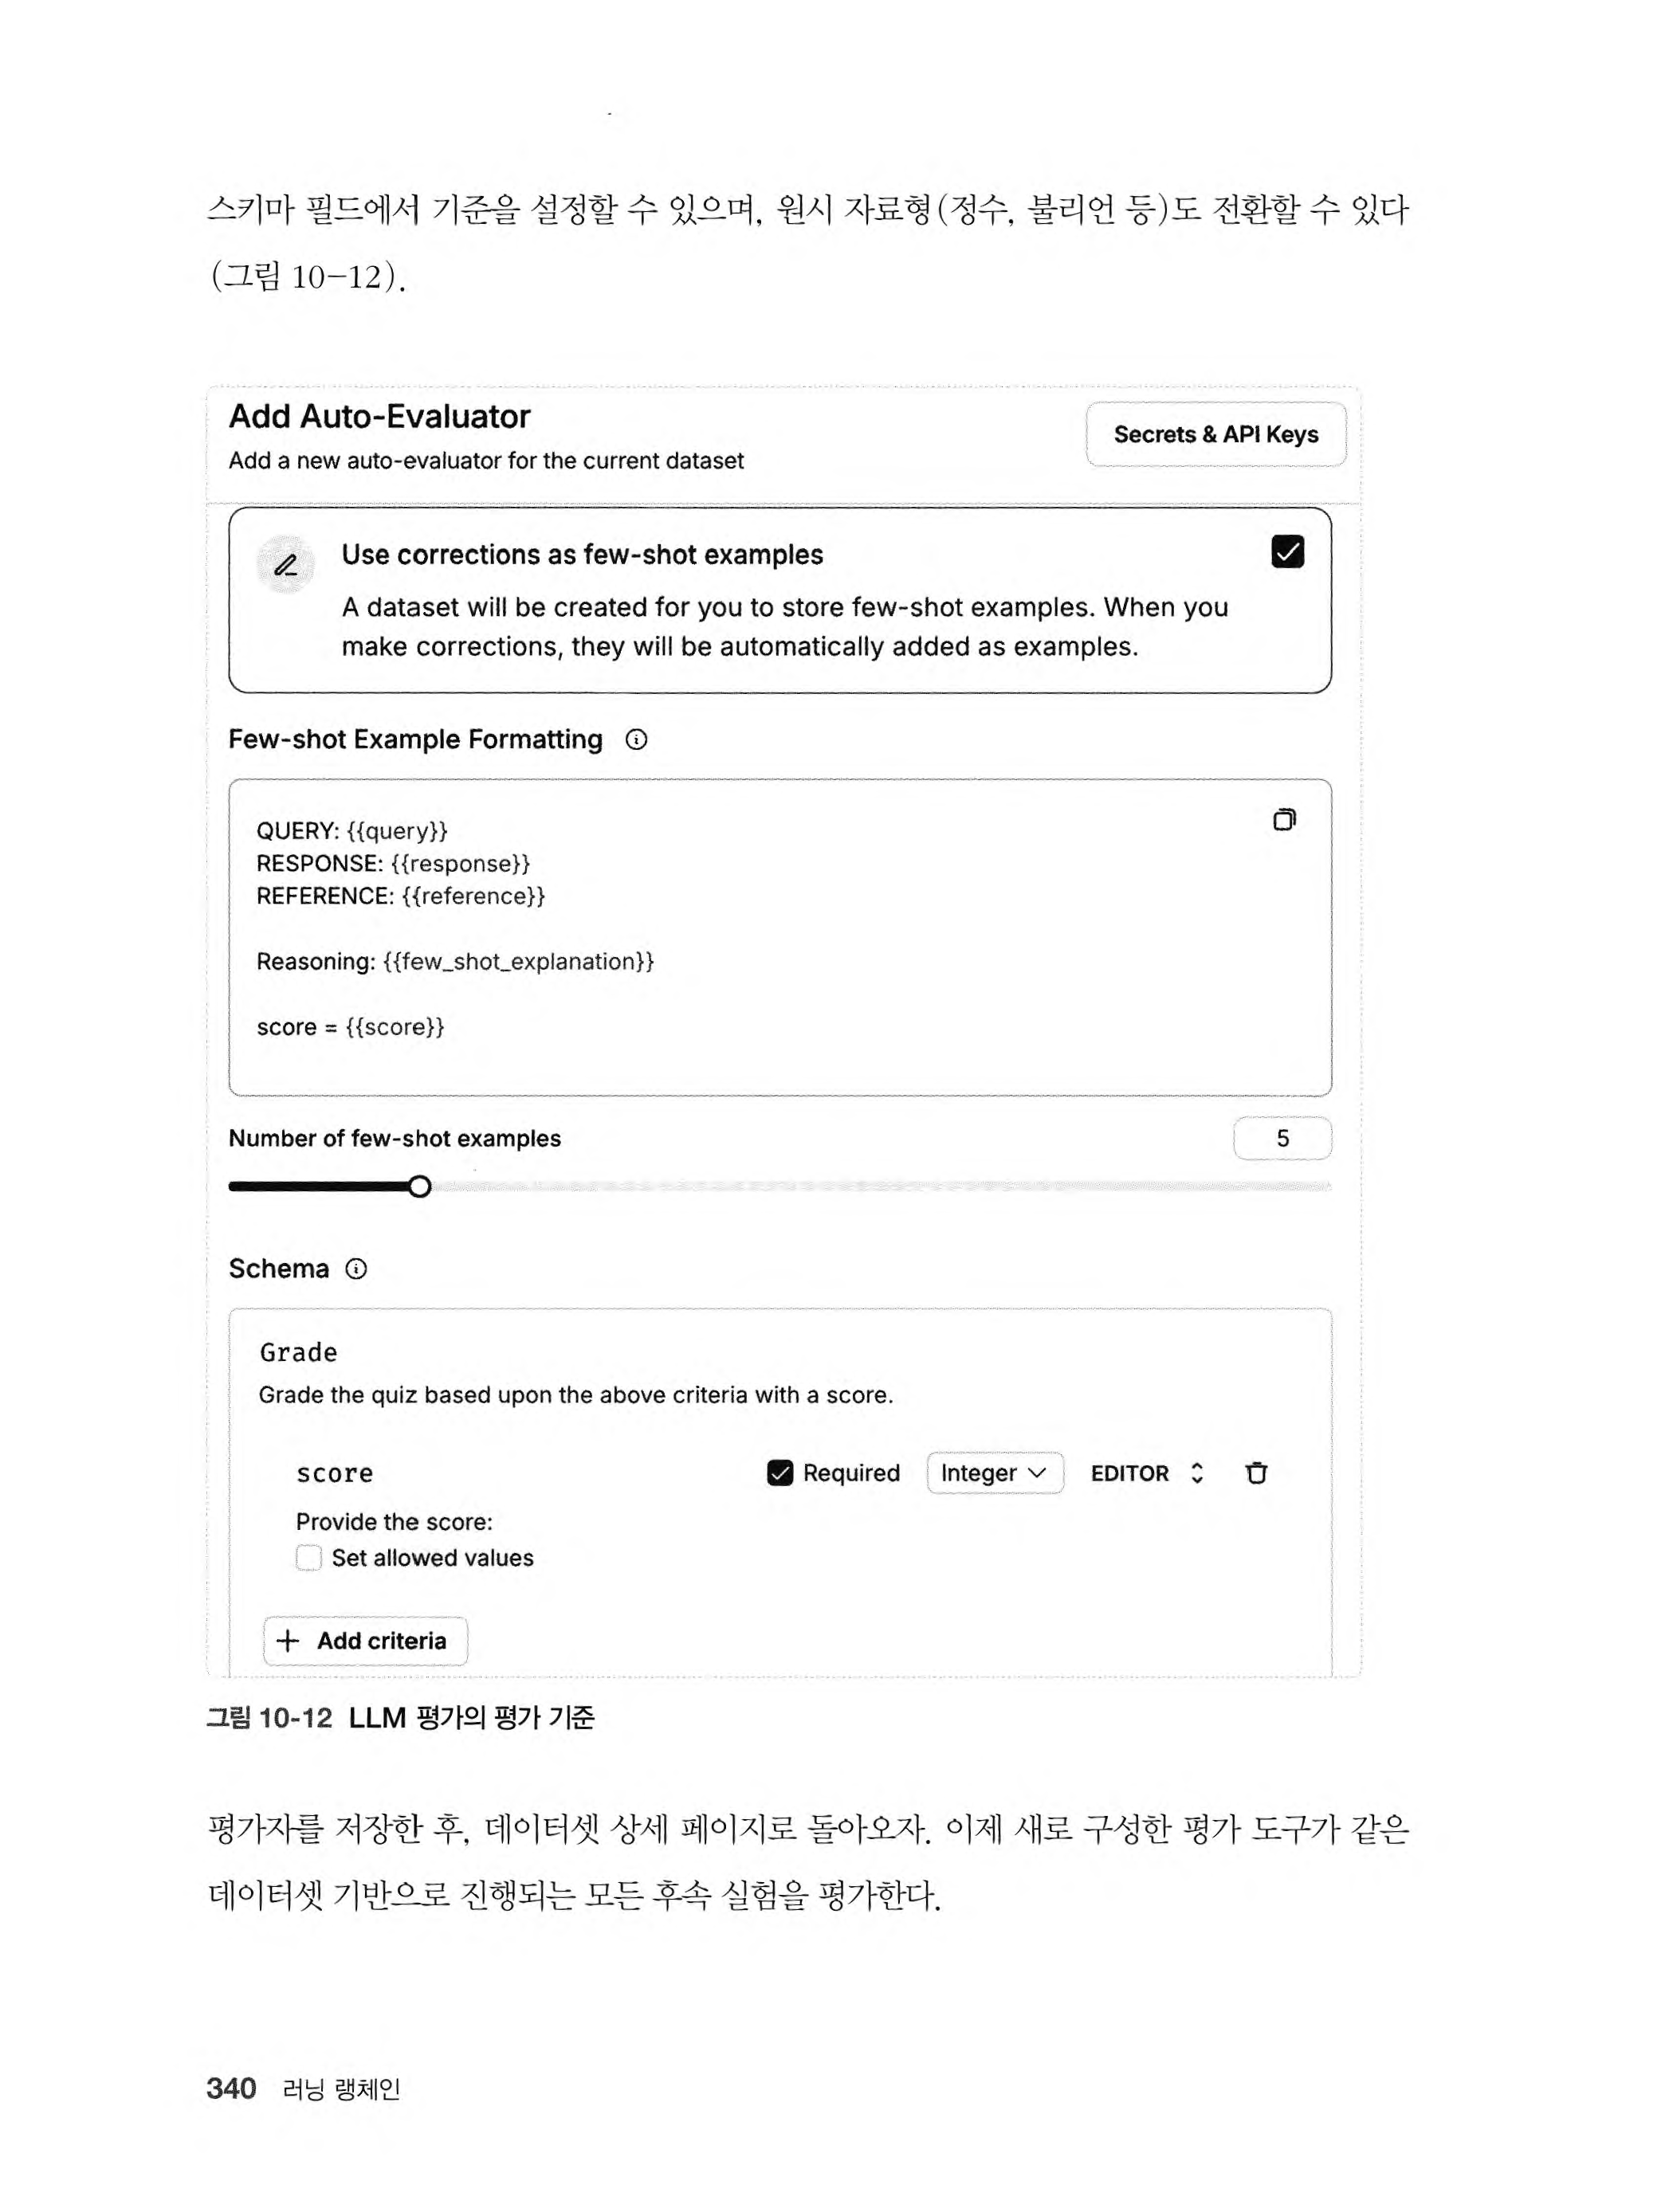 스키마 필드에서 기준을 설정할 수 있으며, 원시 자료형(정수, 불리언 등)도 전환할 수 있다
(그림 10-12).
Add Auto-Evaluator
Secrets & API Keys
Add a new auto-evaluator for the current dataset
Use corrections as few-shot examples
A dataset will be created for you to store few-shot examples. When you
make corrections, they will be automatically added as examples.
Few-shot Example Formatting
QUERY: {{query}}
RESPONSE: {{response}}
REFERENCE: {{reference}}
Reasoning: {{few_shot_explanation}}
score = {{score}}
Number of few-shot examples 5
Schema
Grade
Grade the quiz based upon the above criteria with a score.
score Required Integer EDITOR
Provide the score:
Set allowed values
+ Add criteria
그림 10-12 LLM 평가의 평가 기준
평가자를 저장한 후, 데이터셋 상세 페이지로 돌아오자. 이제 새로 구성한 평가 도구가 같은
데이터셋 기반으로 진행되는 모든 후속 실험을 평가한다.
340 러닝 랭체인